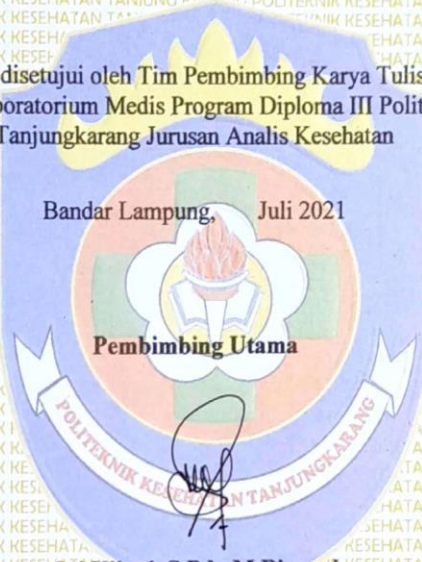 disetujui oleh Tim Pembimbing Karya Tulis
boratorium Medis Program Diploma III Polit
Tanjungkarang Jurusan Analis Kesehatan
Bandar Lampung, Juli 2021
Pembimbing Utama
POLITEKNIK KESEHATAN TANJUNGKARANG